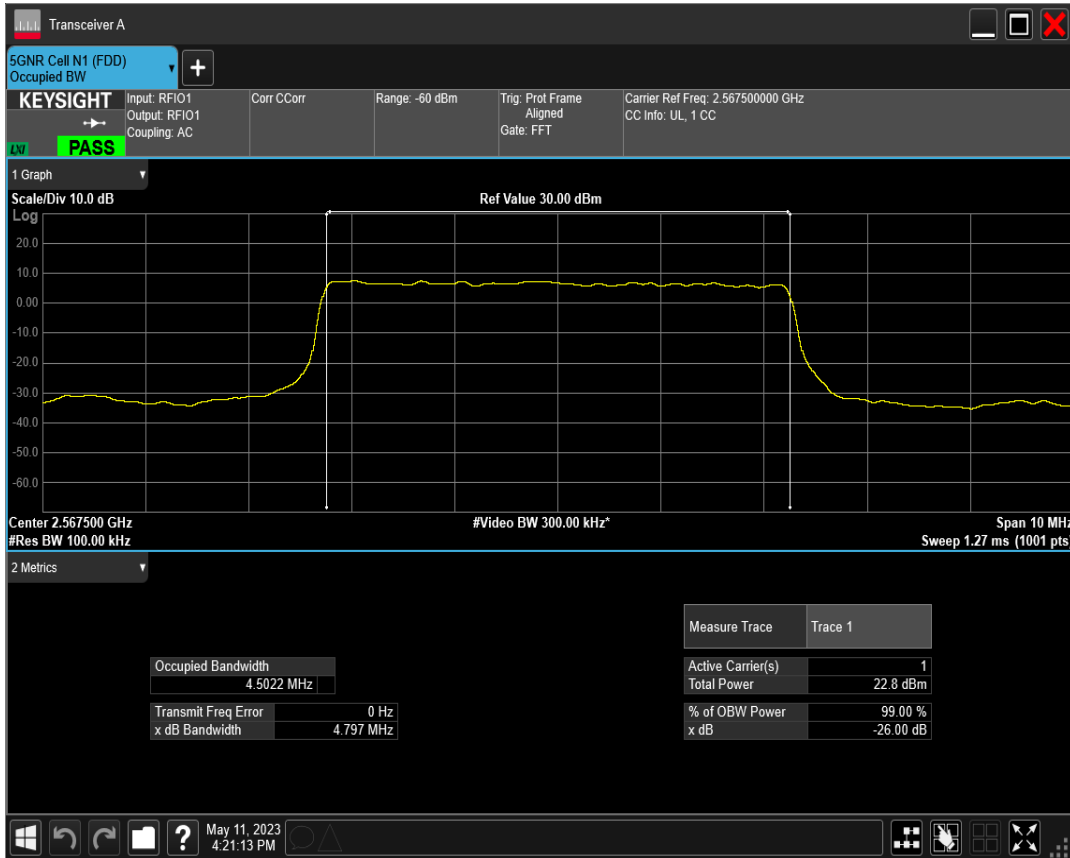 Transceiver A
5GNR Cell N1 (FDD)
Occupied BW
KEYSIGHT
LXI
PASS
Input: RFIO1
Output: RFIO1
Coupling: AC
Corr CCorr
Range: -60 dBm
Trig: Prot Frame
Aligned
Gate: FFT
Carrier Ref Freq: 2.567500000 GHz
CC Info: UL, 1 CC
1 Graph
Scale/Div 10.0 dB
Ref Value 30.00 dBm
Log
20.0
10.0
0.00
-10.0
-20.0
-30.0
-40.0
-50.0
-60.0
Center 2.567500 GHz
#Video BW 300.00 kHz*
Span 10 MHz
#Res BW 100.00 kHz
Sweep 1.27 ms (1001 pts)
2 Metrics
Measure Trace Trace 1
Occupied Bandwidth
4.5022 MHz
Active Carrier(s) 1
Total Power 22.8 dBm
Transmit Freq Error 0 Hz
x dB Bandwidth 4.797 MHz
% of OBW Power 99.00 %
x dB -26.00 dB
May 11, 2023
4:21:13 PM